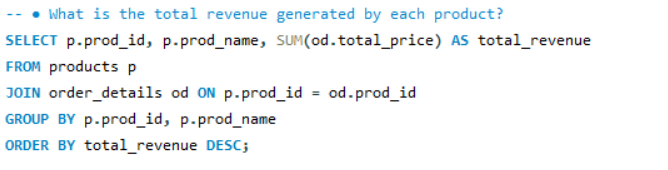 -- • What is the total revenue generated by each product?
SELECT p.prod_id, p.prod_name, SUM(od.total_price) AS total_revenue
FROM products p
JOIN order_details od ON p.prod_id = od.prod_id
GROUP BY p.prod_id, p.prod_name
ORDER BY total_revenue DESC;